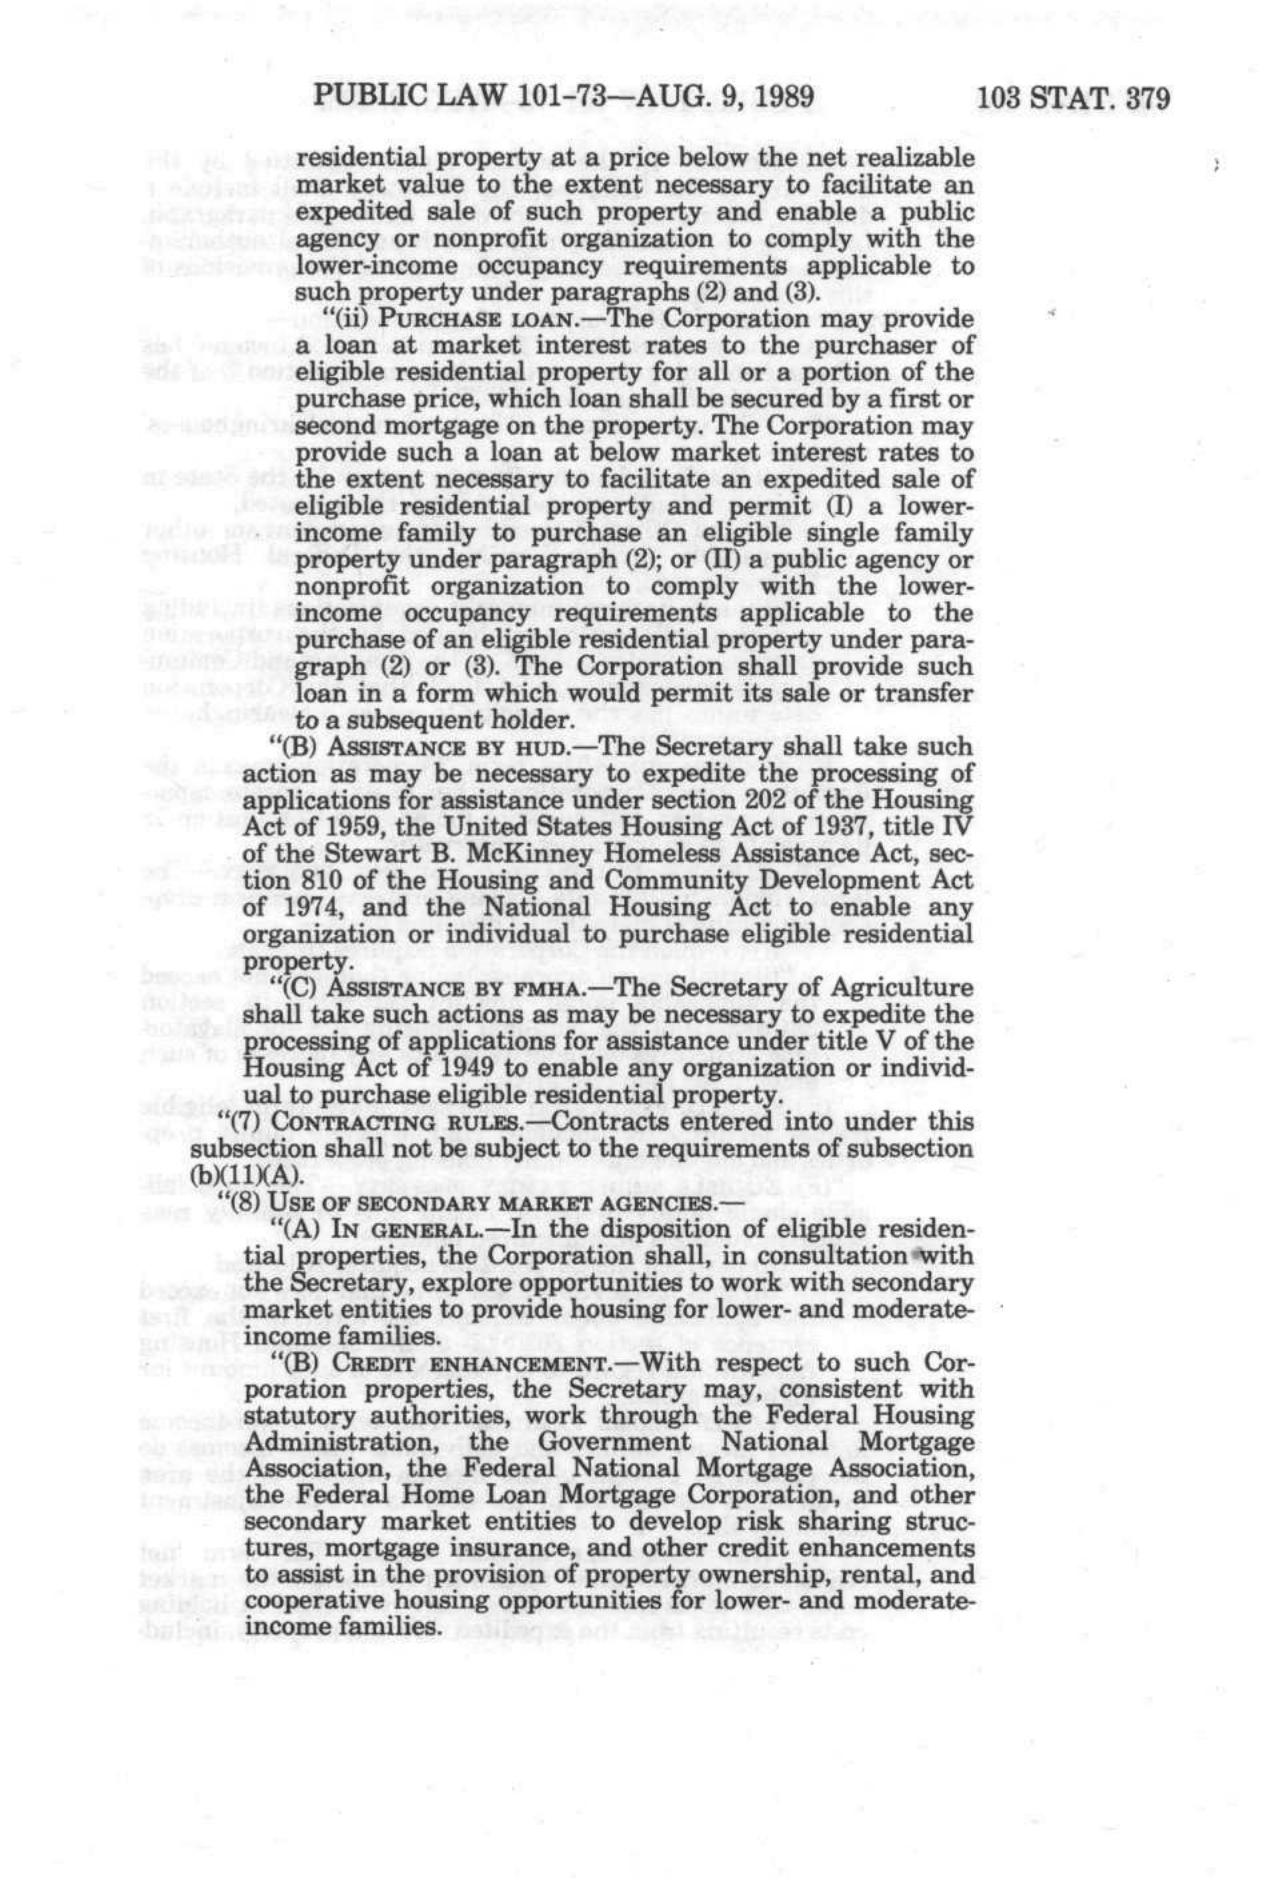 PUBLIC LAW 101-73—AUG. 9, 1989 103 STAT. 379
residential property at a price below the net realizable
market value to the extent necessary to facilitate an
expedited sale of such property and enable a public
agency or nonprofit organization to comply with the
lower-income occupancy requirements applicable to
such property under paragraphs (2) and (3).
“(ii) PURCHASE LOAN.—The Corporation may provide
a loan at market interest rates to the purchaser of
eligible residential property for all or a portion of the
purchase price, which loan shall be secured by a first or
second mortgage on the property. The Corporation may
provide such a loan at below market interest rates to
the extent necessary to facilitate an expedited sale of
eligible residential property and permit (I) a lower-
income family to purchase an eligible single family
property under paragraph (2); or (II) a public agency or
nonprofit organization to comply with the lower-
income occupancy requirements applicable to the
purchase of an eligible residential property under para-
graph (2) or (3). The Corporation shall provide such
loan in a form which would permit its sale or transfer
to a subsequent holder.
“(B) ASSISTANCE BY HUD.—The Secretary shall take such
action as may be necessary to expedite the processing of
applications for assistance under section 202 of the Housing
Act of 1959, the United States Housing Act of 1937, title IV
of the Stewart B. McKinney Homeless Assistance Act, sec-
tion 810 of the Housing and Community Development Act
of 1974, and the National Housing Act to enable any
organization or individual to purchase eligible residential
property.
“(C) ASSISTANCE BY FMHA.—The Secretary of Agriculture
shall take such actions as may be necessary to expedite the
processing of applications for assistance under title V of the
Housing Act of 1949 to enable any organization or individ-
ual to purchase eligible residential property.
“(7) CONTRACTING RULES.—Contracts entered into under this
subsection shall not be subject to the requirements of subsection
(b)(11)(A).
“(8) USE OF SECONDARY MARKET AGENCIES.—
“(A) IN GENERAL.—In the disposition of eligible residen-
tial properties, the Corporation shall, in consultation with
the Secretary, explore opportunities to work with secondary
market entities to provide housing for lower- and moderate-
income families.
“(B) CREDIT ENHANCEMENT.—With respect to such Cor-
poration properties, the Secretary may, consistent with
statutory authorities, work through the Federal Housing
Administration, the Government National Mortgage
Association, the Federal National Mortgage Association,
the Federal Home Loan Mortgage Corporation, and other
secondary market entities to develop risk sharing struc-
tures, mortgage insurance, and other credit enhancements
to assist in the provision of property ownership, rental, and
cooperative housing opportunities for lower- and moderate-
income families.